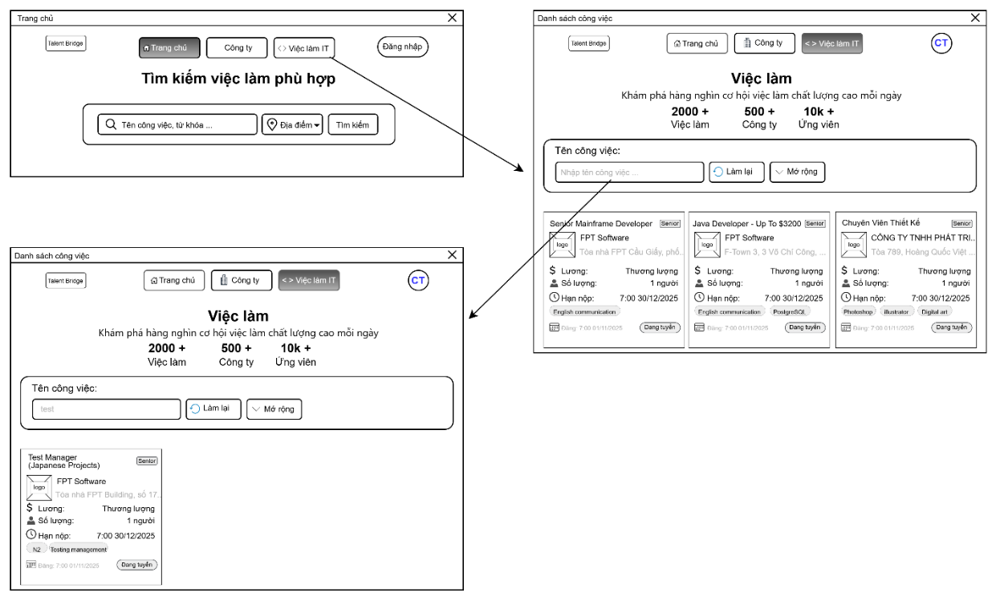 Trang chủ
Talent Bridge
Trang chủ
Công ty
<> Việc làm IT
Đăng nhập
Tìm kiếm việc làm phù hợp
Tên công việc, từ khóa ...
Địa điểm
Tìm kiếm
Danh sách công việc
Talent Bridge
Trang chủ
Công ty
< > Việc làm IT
CT
Việc làm
Khám phá hàng nghìn cơ hội việc làm chất lượng cao mỗi ngày
2000 + 500 + 10k +
Việc làm Công ty Ứng viên
Tên công việc:
Nhập tên công việc ...
Làm lại
Mở rộng
Senior Mainframe Developer Senior
logo
FPT Software
Tòa nhà FPT Cầu Giấy, phố..
$ Lương: Thương lượng
Số lượng: 1 người
Hạn nộp: 7:00 30/12/2025
English communication
Đăng: 7:00 01/11/2025 Đang tuyển
Java Developer - Up To $3200 Senior
logo
FPT Software
F-Town 3, 3 Võ Chí Công, ...
$ Lương: Thương lượng
Số lượng: 1 người
Hạn nộp: 7:00 30/12/2025
English communication PostgreSQL
Đăng: 7:00 01/11/2025 Đang tuyển
Chuyên Viên Thiết Kế Senior
logo
CÔNG TY TNHH PHÁT TRI..
Tòa 789, Hoàng Quốc Việt ...
$ Lương: Thương lượng
Số lượng: 1 người
Hạn nộp: 7:00 30/12/2025
Photoshop illustrator Digital art
Đăng: 7:00 01/11/2025 Đang tuyển
Danh sách công việc
Talent Bridge
Trang chủ
Công ty
< > Việc làm IT
CT
Việc làm
Khám phá hàng nghìn cơ hội việc làm chất lượng cao mỗi ngày
2000 + 500 + 10k +
Việc làm Công ty Ứng viên
Tên công việc:
test
Làm lại
Mở rộng
Test Manager
(Japanese Projects)
Senior
logo
FPT Software
Tòa nhà FPT Building, số 17..
$ Lương: Thương lượng
Số lượng: 1 người
Hạn nộp: 7:00 30/12/2025
N2 Testing management
Đăng: 7:00 01/11/2025 Đang tuyển